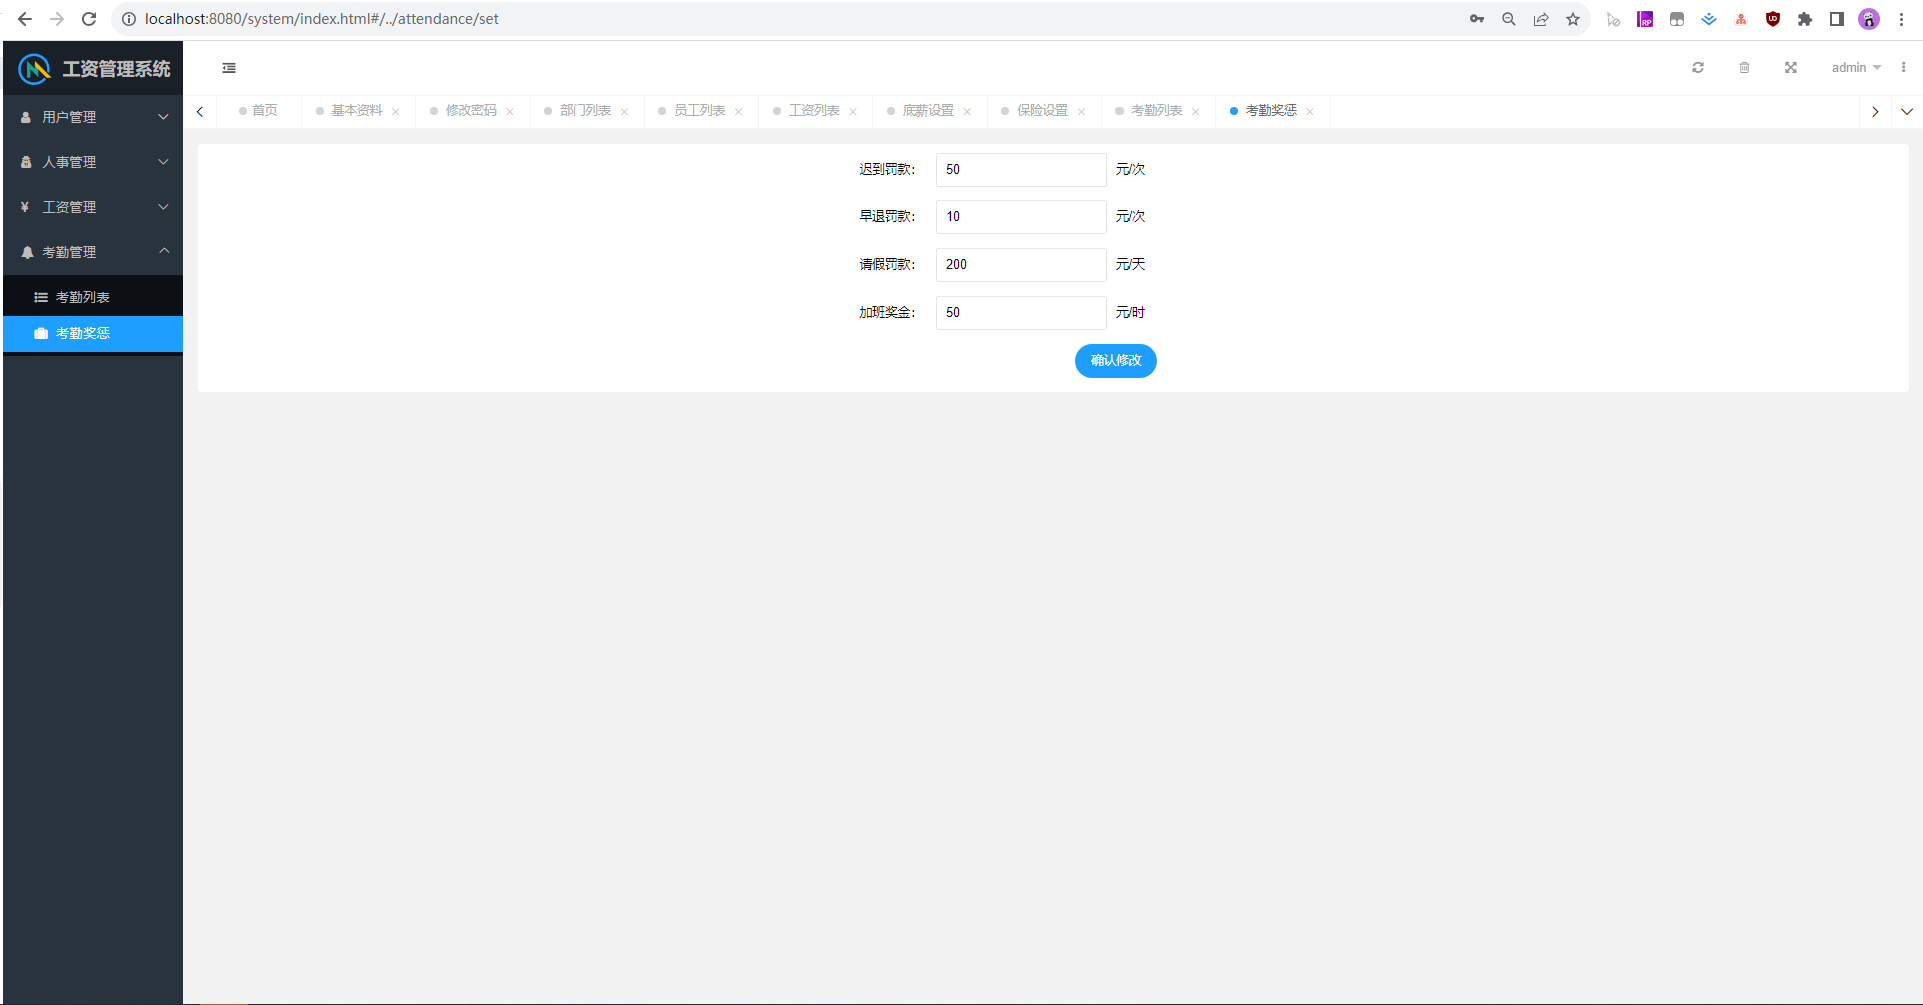 localhost:8080/system/index.html#/../attendance/set
工资管理系统
admin
首页 基本资料 修改密码 部门列表 员工列表 工资列表 底薪设置 保险设置 考勤列表 考勤奖惩
用户管理
人事管理
工资管理
考勤管理
考勤列表
考勤奖惩
迟到罚款： 50 元/次
早退罚款： 10 元/次
请假罚款： 200 元/天
加班奖金： 50 元/时
确认修改